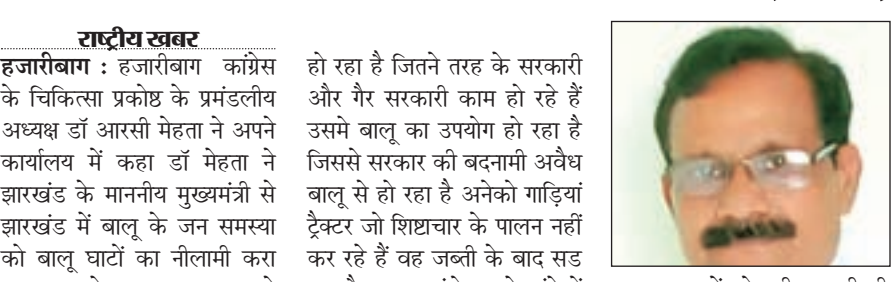 राष्ट्रीय खबर
हजारीबाग : हजारीबाग कांग्रेस
के चिकित्सा प्रकोष्ठ के प्रमंडलीय
अध्यक्ष डॉ आरसी मेहता ने अपने
कार्यालय में कहा डॉ मेहता ने
झारखंड के माननीय मुख्यमंत्री से
झारखंड में बालू के जन समस्या
को बालू घाटों का नीलामी करा
हो रहा है जितने तरह के सरकारी
और गैर सरकारी काम हो रहे हैं
उसमे बालू का उपयोग हो रहा है
जिससे सरकार की बदनामी अवैध
बालू से हो रहा है अनेको गाड़ियां
ट्रैक्टर जो शिष्टाचार के पालन नहीं
कर रहे हैं वह जब्ती के बाद सड